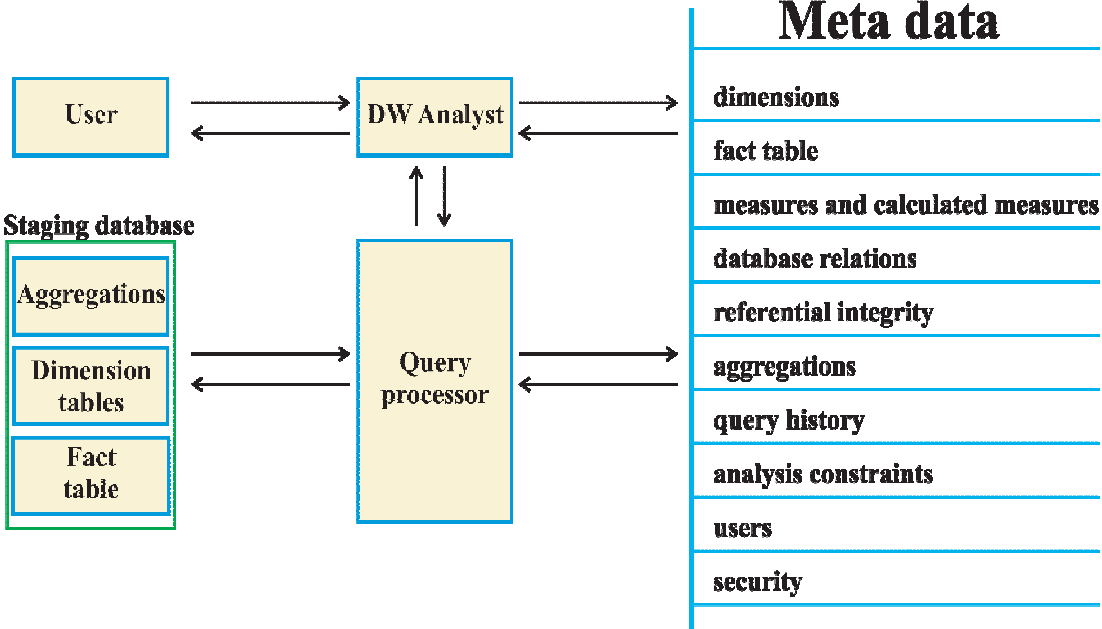 Meta data
User
DW Analyst
dimensions
fact table
measures and calculated measures
database relations
referential integrity
aggregations
query history
analysis constraints
users
security
Staging database
Aggregations
Dimension
tables
Fact
table
Query
processor